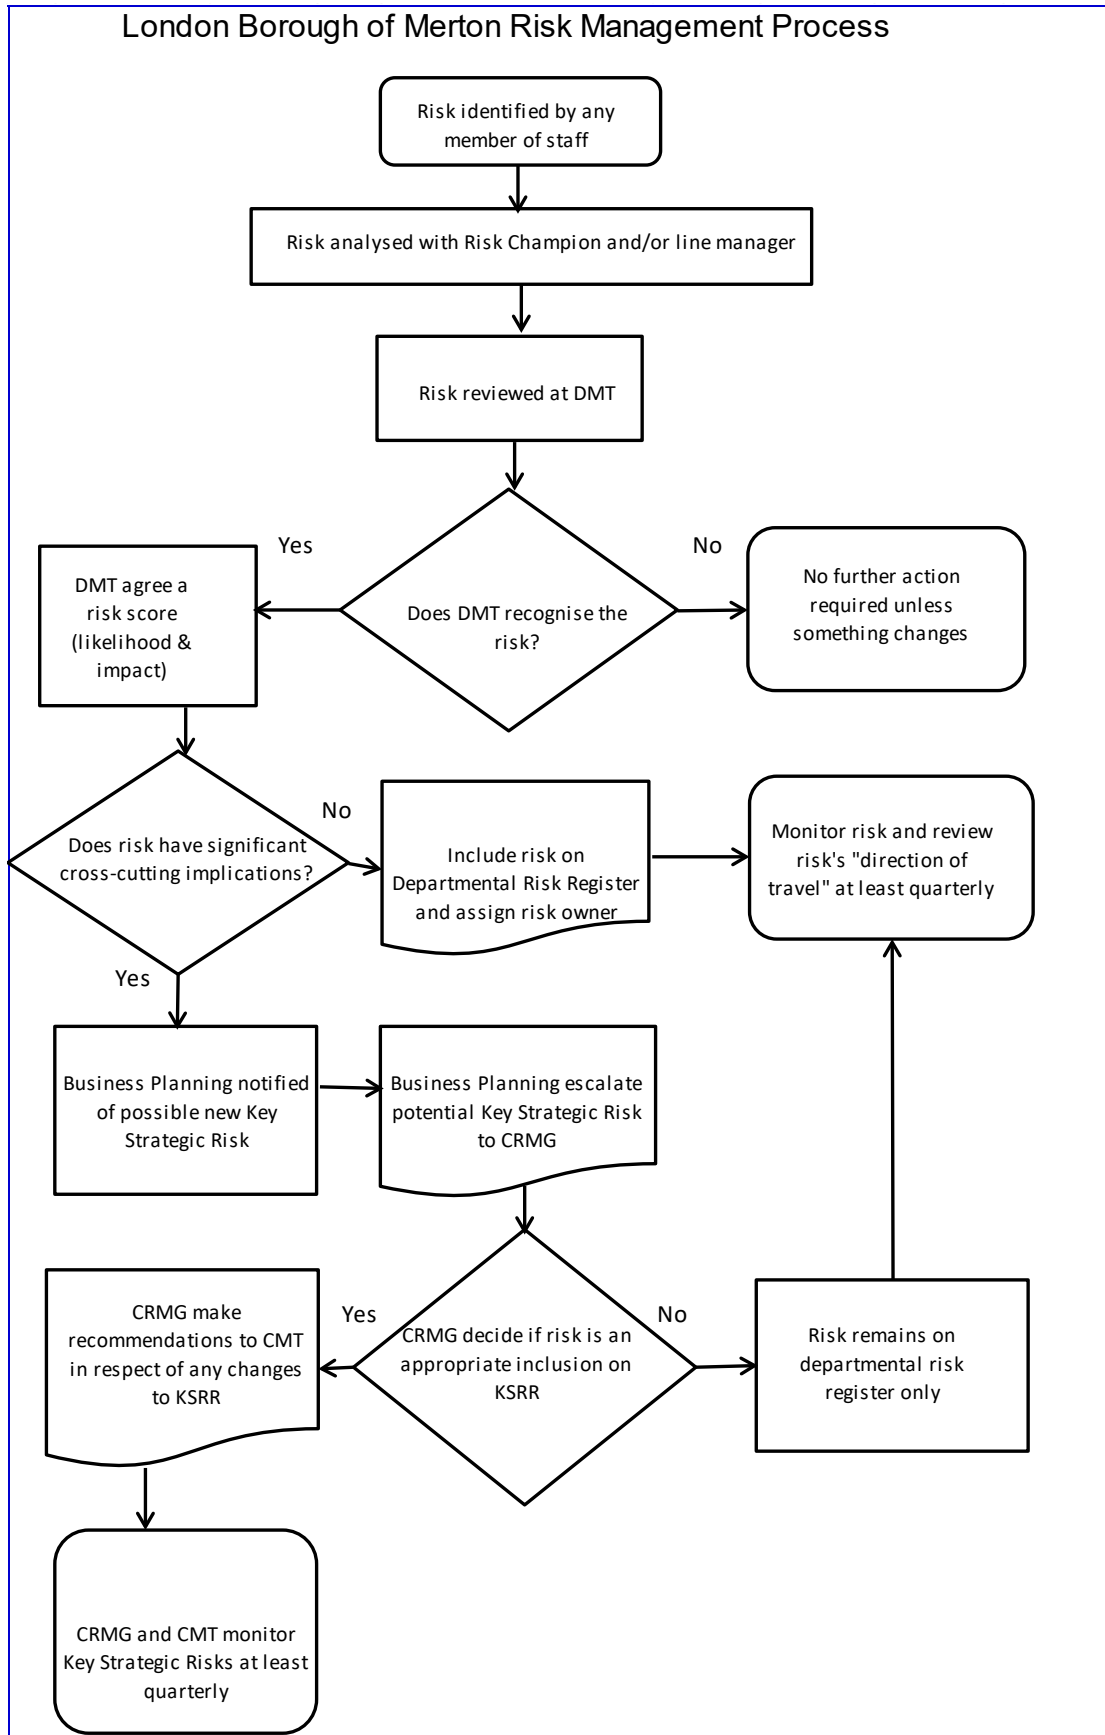 London Borough of Merton Risk Management Process
Risk identified by any
member of staff
Risk analysed with Risk Champion and/or line manager
Risk reviewed at DMT
Yes
No
DMT agree a
risk score
(likelihood &
impact)
Does DMT recognise the
risk?
No further action
required unless
something changes
Does risk have significant
cross-cutting implications?
No
Include risk on
Departmental Risk Register
and assign risk owner
Monitor risk and review
risk's "direction of
travel" at least quarterly
Yes
Business Planning notified
of possible new Key
Strategic Risk
Business Planning escalate
potential Key Strategic Risk
to CRMG
CRMG make
recommendations to CMT
in respect of any changes
to KSRR
Yes
CRMG decide if risk is an
appropriate inclusion on
KSRR
No
Risk remains on
departmental risk
register only
CRMG and CMT monitor
Key Strategic Risks at least
quarterly